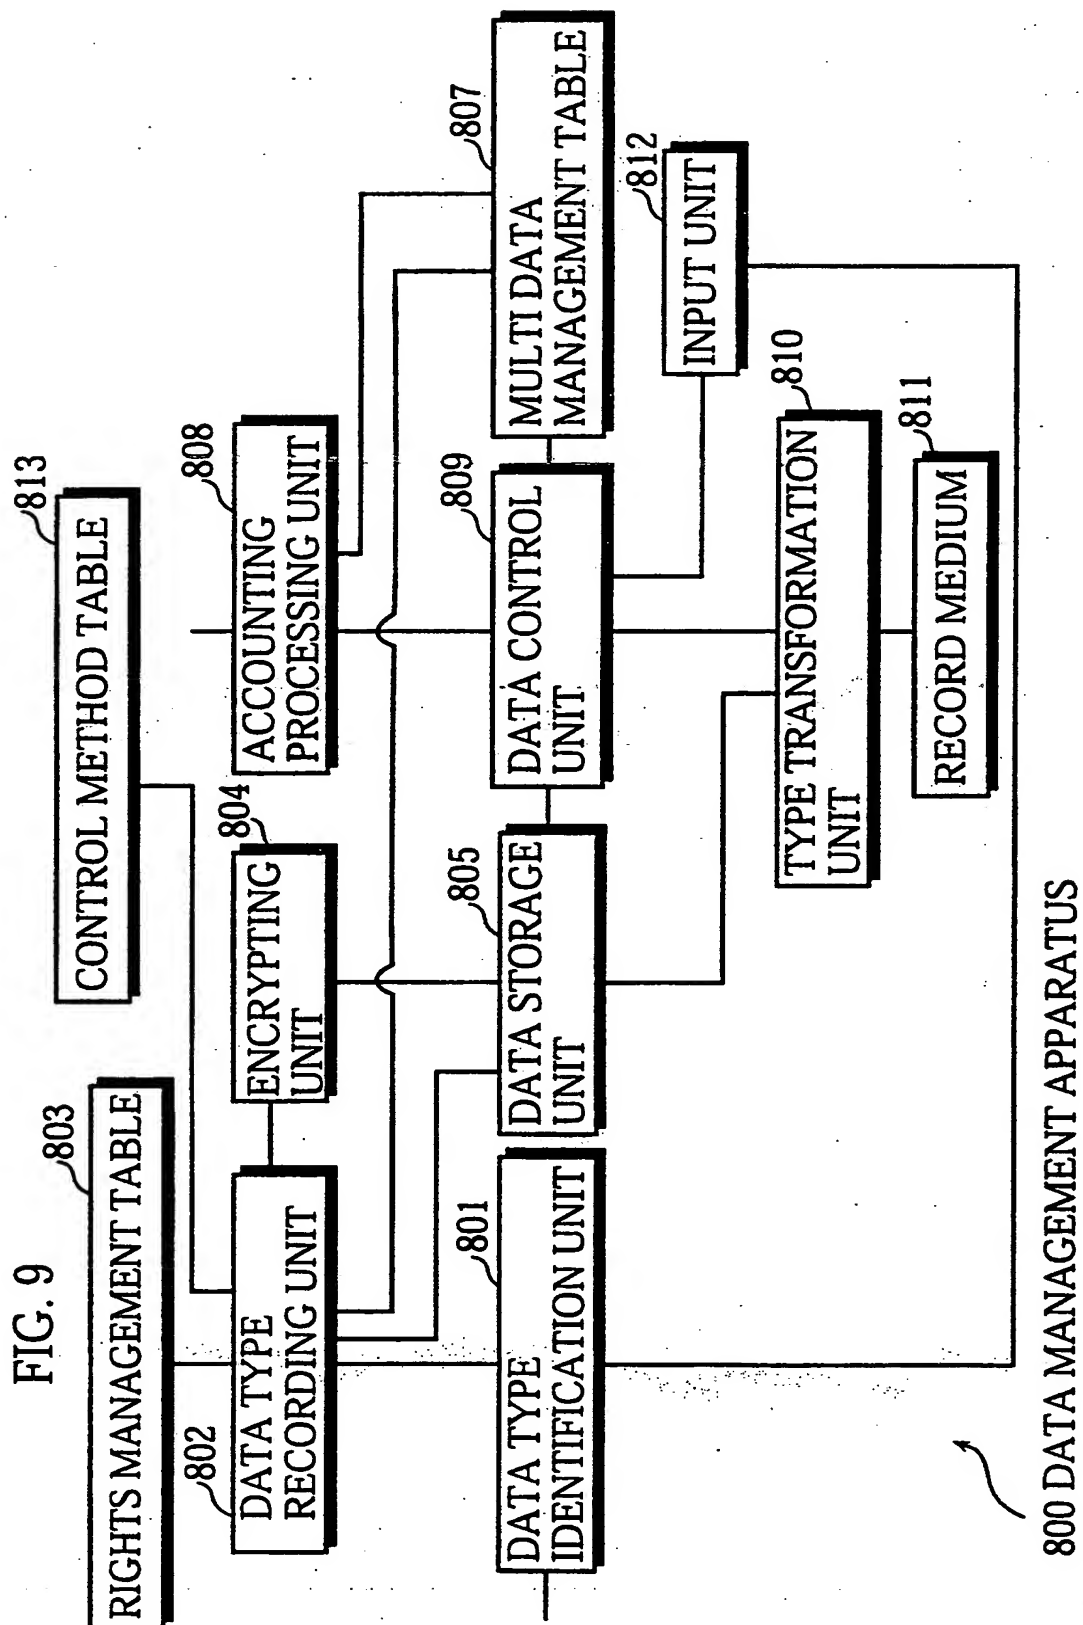 FIG. 9
803
RIGHTS MANAGEMENT TABLE
813
CONTROL METHOD TABLE
802
DATA TYPE
RECORDING UNIT
804
ENCRYPTING
UNIT
808
ACCOUNTING
PROCESSING UNIT
801
DATA TYPE
IDENTIFICATION UNIT
805
DATA STORAGE
UNIT
809
DATA CONTROL
UNIT
807
MULTI DATA
MANAGEMENT TABLE
812
INPUT UNIT
810
TYPE TRANSFORMATION
UNIT
811
RECORD MEDIUM
800 DATA MANAGEMENT APPARATUS